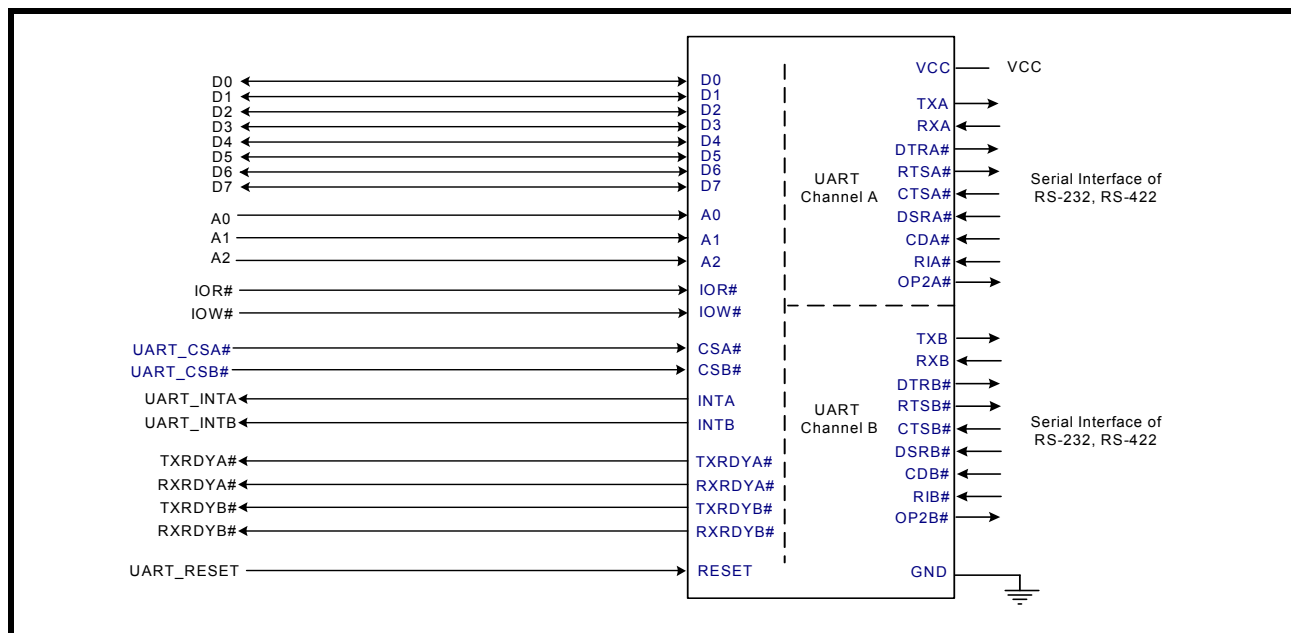 D0 D0
D1 D1
D2 D2
D3 D3
D4 D4
D5 D5
D6 D6
D7 D7
A0 A0
A1 A1
A2 A2
IOR# IOR#
IOW# IOW#
UART_CSA# CSA#
UART_CSB# CSB#
UART_INTA INTA
UART_INTB INTB
TXRDYA# TXRDYA#
RXRDYA# RXRDYA#
TXRDYB# TXRDYB#
RXRDYB# RXRDYB#
UART_RESET RESET
UART
Channel A
UART
Channel B
VCC VCC
TXA
RXA
DTRA#
RTSA#
CTSA#
DSRA#
CDA#
RIA#
OP2A#
Serial Interface of
RS-232, RS-422
TXB
RXB
DTRB#
RTSB#
CTSB#
DSRB#
CDB#
RIB#
OP2B#
Serial Interface of
RS-232, RS-422
GND